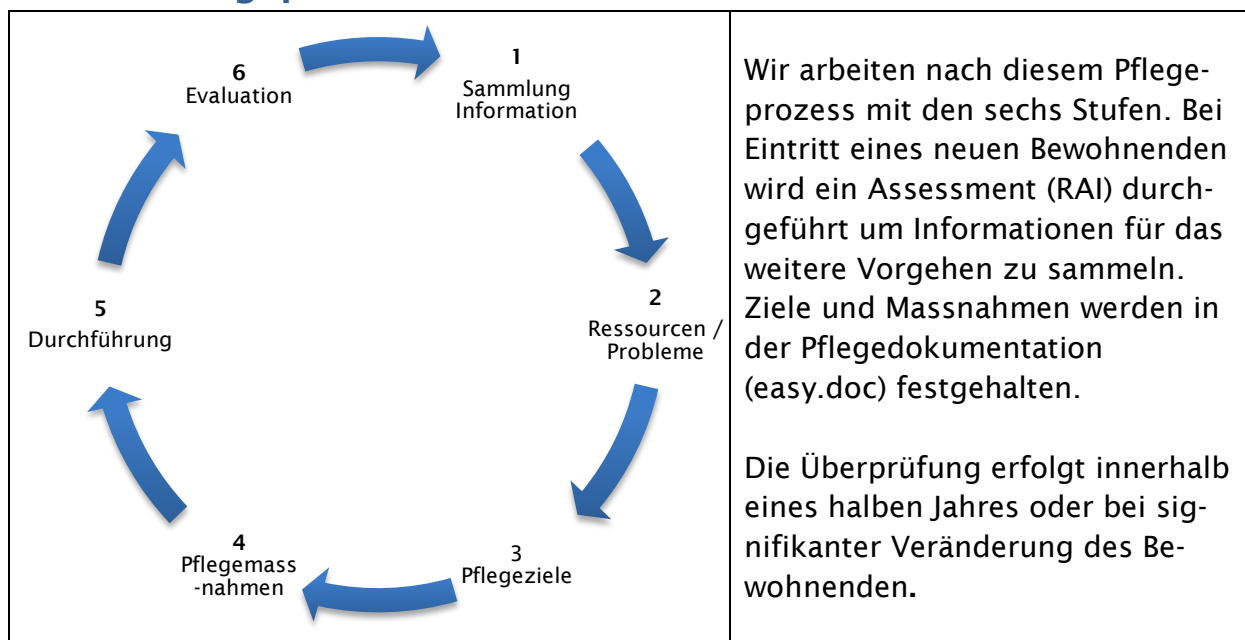 1
Sammlung
Information
2
Ressourcen /
Probleme
3
Pflegeziele
4
Pflegemass
-nahmen
5
Durchführung
6
Evaluation
Wir arbeiten nach diesem Pflege-
prozess mit den sechs Stufen. Bei
Eintritt eines neuen Bewohnenden
wird ein Assessment (RAI) durch-
geführt um Informationen für das
weitere Vorgehen zu sammeln.
Ziele und Massnahmen werden in
der Pflegedokumentation
(easy.doc) festgehalten.
Die Überprüfung erfolgt innerhalb
eines halben Jahres oder bei sig-
nifikanter Veränderung des Be-
wohnenden.